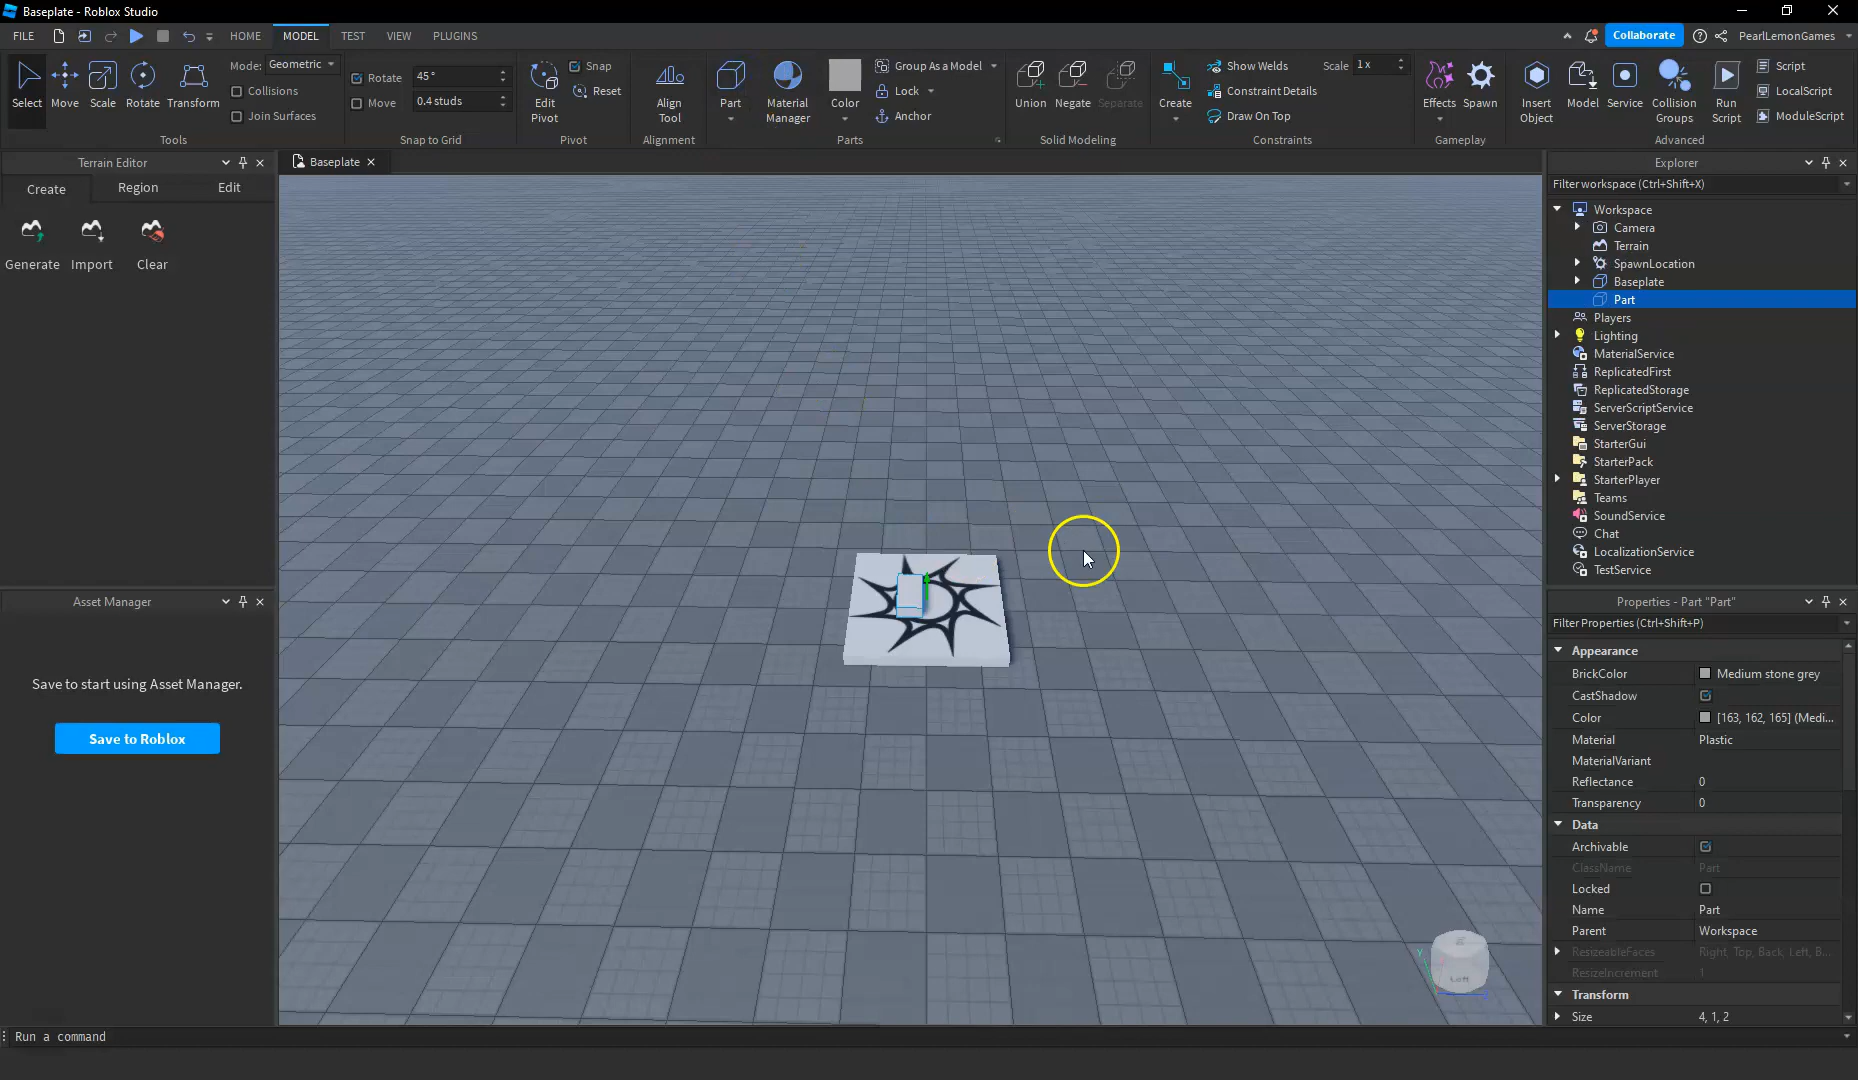 Baseplate - Roblox Studio
FILE HOME MODEL TEST VIEW PLUGINS Collaborate PearlLemonGames
Select Move Scale Rotate Transform
Mode: Geometric
Collisions
Join Surfaces
Tools
Rotate 45°
Move 0.4 studs
Snap to Grid
Edit Pivot
Snap
Reset
Pivot
Align Tool
Alignment
Part
Material Manager
Color
Group As a Model
Lock
Anchor
Parts
Union Negate Separate
Solid Modeling
Create
Show Welds
Constraint Details
Draw On Top
Scale 1 x
Constraints
Effects Spawn
Gameplay
Insert Object
Model
Service
Collision Groups
Run Script
Script
LocalScript
ModuleScript
Advanced
Terrain Editor
Create Region Edit
Generate Import Clear
Baseplate
Asset Manager
Save to start using Asset Manager.
Save to Roblox
Left
Explorer
Filter workspace (Ctrl+Shift+X)
Workspace
Camera
Terrain
SpawnLocation
Baseplate
Part
Players
Lighting
MaterialService
ReplicatedFirst
ReplicatedStorage
ServerScriptService
ServerStorage
StarterGui
StarterPack
StarterPlayer
Teams
SoundService
Chat
LocalizationService
TestService
Properties - Part "Part"
Filter Properties (Ctrl+Shift+P)
Appearance
BrickColor Medium stone grey
CastShadow
Color [163, 162, 165] (Medi...
Material Plastic
MaterialVariant
Reflectance 0
Transparency 0
Data
Archivable
ClassName Part
Locked
Name Part
Parent Workspace
ResizeableFaces Right, Top, Back, Left, B...
ResizeIncrement 1
Transform
Size 4, 1, 2
Run a command